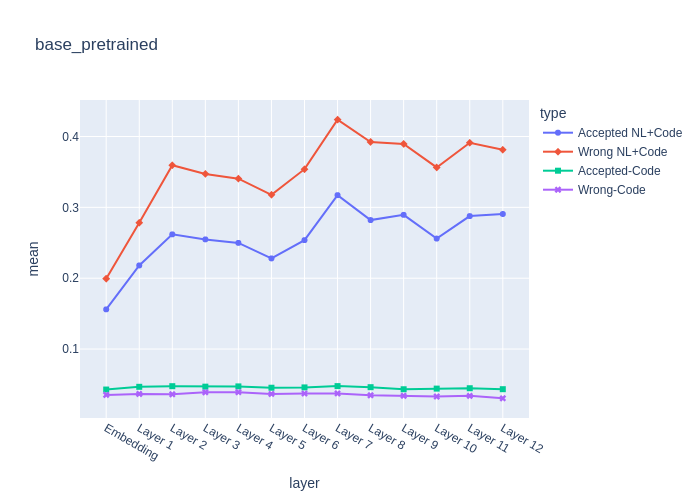 base_pretrained
type
Accepted NL+Code
Wrong NL+Code
Accepted-Code
Wrong-Code
mean
0.4
0.3
0.2
0.1
Embedding
Layer 1
Layer 2
Layer 3
Layer 4
Layer 5
Layer 6
Layer 7
Layer 8
Layer 9
Layer 10
Layer 11
Layer 12
layer